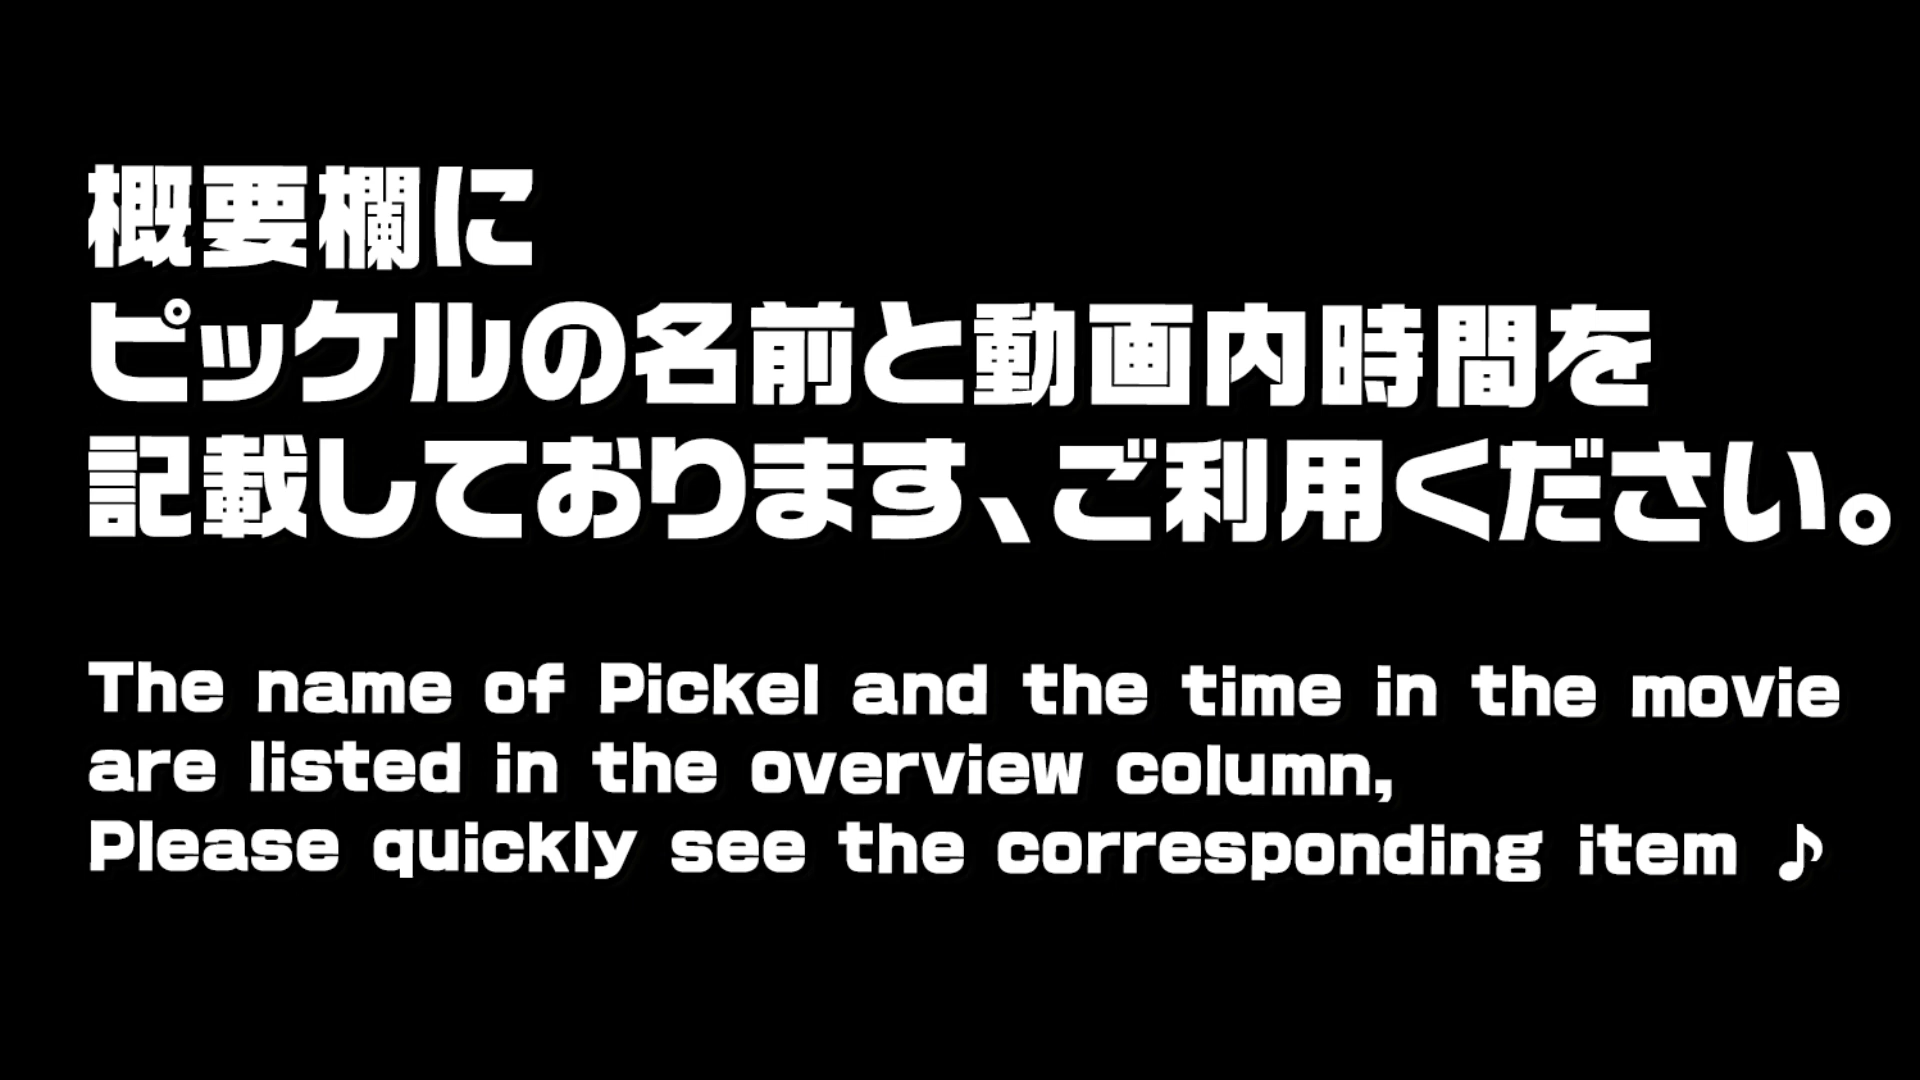 概要欄に
ピッケルの名前と動画内時間を
記載しております、ご利用ください。
The name of Pickel and the time in the movie
are listed in the overview column,
Please quickly see the corresponding item ♪